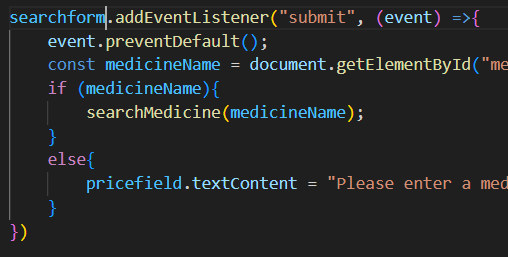 searchform.addEventListener("submit", (event) =>{
event.preventDefault();
const medicineName = document.getElementById("me
if (medicineName){
searchMedicine(medicineName);
}
else{
pricefield.textContent = "Please enter a med
}
})